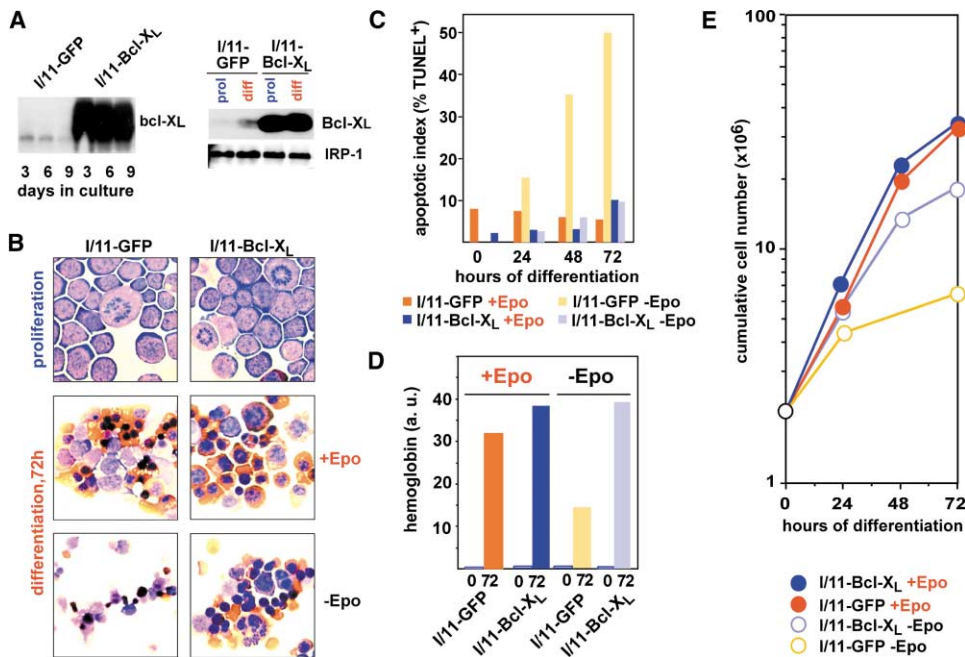 A
I/11-GFP
I/11-Bcl-XL
bcl-XL
3 6 9 3 6 9
days in culture
I/11-GFP
I/11-Bcl-XL
prol diff prol diff
Bcl-XL
IRP-1
B
I/11-GFP
I/11-Bcl-XL
proliferation
differentiation,72h
+Epo
-Epo
C
apoptotic index (% TUNEL+)
50
40
30
20
10
0 24 48 72
hours of differentiation
I/11-GFP +Epo
I/11-GFP -Epo
I/11-Bcl-XL +Epo
I/11-Bcl-XL -Epo
D
hemoglobin (a. u.)
+Epo -Epo
40
30
20
10
0 72 0 72 0 72 0 72
I/11-GFP
I/11-Bcl-XL
I/11-GFP
I/11-Bcl-XL
E
cumulative cell number (x10⁶)
100
10
1
0 24 48 72
hours of differentiation
I/11-Bcl-XL +Epo
I/11-GFP +Epo
I/11-Bcl-XL -Epo
I/11-GFP -Epo